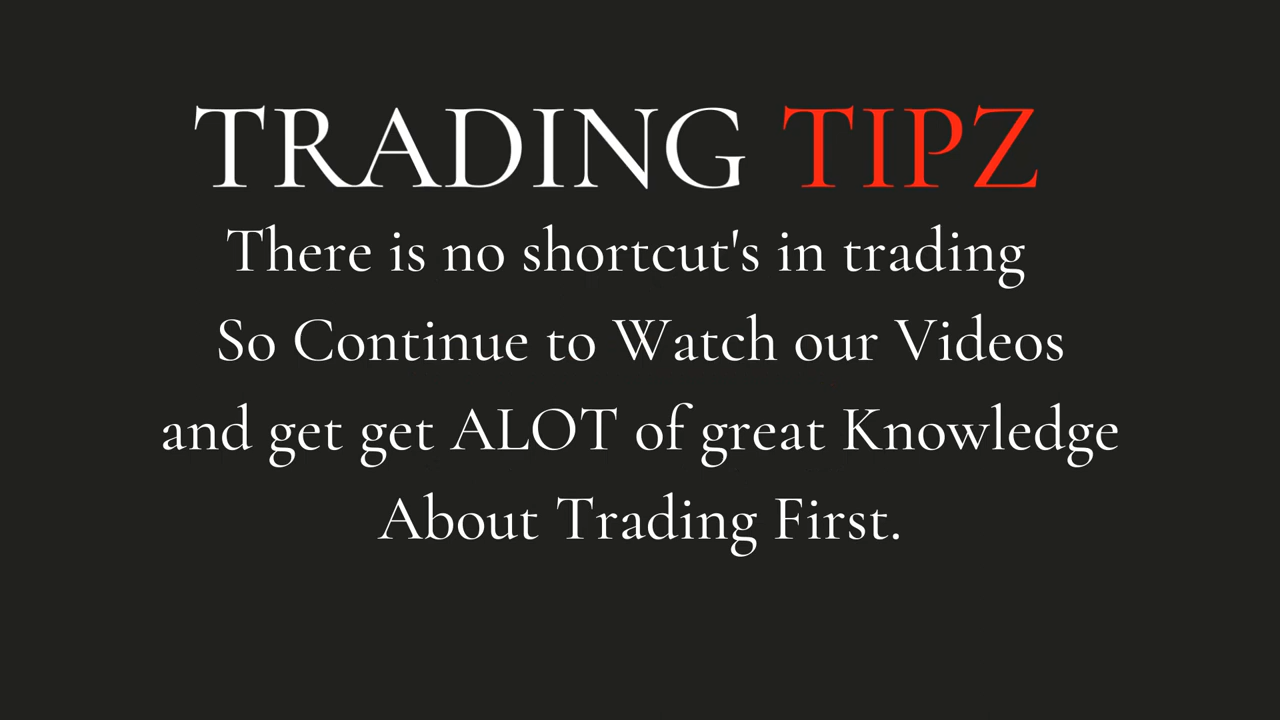 TRADING TIPZ
There is no shortcut's in trading
So Continue to Watch our Videos
and get get ALOT of great Knowledge
About Trading First.